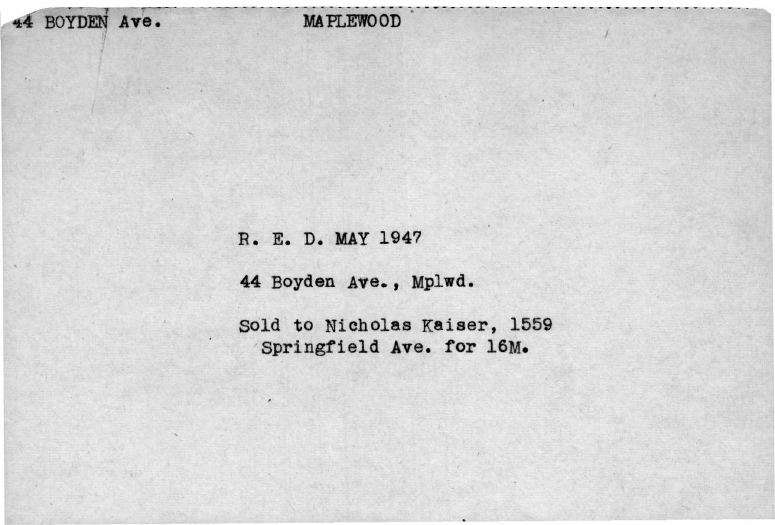 44 BOYDEN Ave. MAPLEWOOD
R. E. D. MAY 1947
44 Boyden Ave., Mplwd.
Sold to Nicholas Kaiser, 1559
Springfield Ave. for 16M.